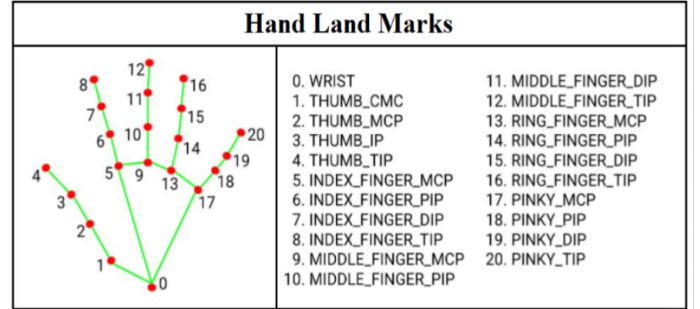 Hand Land Marks
12
8
16
11
7
15
6
10
14
20
4
5
9
13
19
18
3
17
2
1
0
0. WRIST
1. THUMB_CMC
2. THUMB_MCP
3. THUMB_IP
4. THUMB_TIP
5. INDEX_FINGER_MCP
6. INDEX_FINGER_PIP
7. INDEX_FINGER_DIP
8. INDEX_FINGER_TIP
9. MIDDLE_FINGER_MCP
10. MIDDLE_FINGER_PIP
11. MIDDLE_FINGER_DIP
12. MIDDLE_FINGER_TIP
13. RING_FINGER_MCP
14. RING_FINGER_PIP
15. RING_FINGER_DIP
16. RING_FINGER_TIP
17. PINKY_MCP
18. PINKY_PIP
19. PINKY_DIP
20. PINKY_TIP